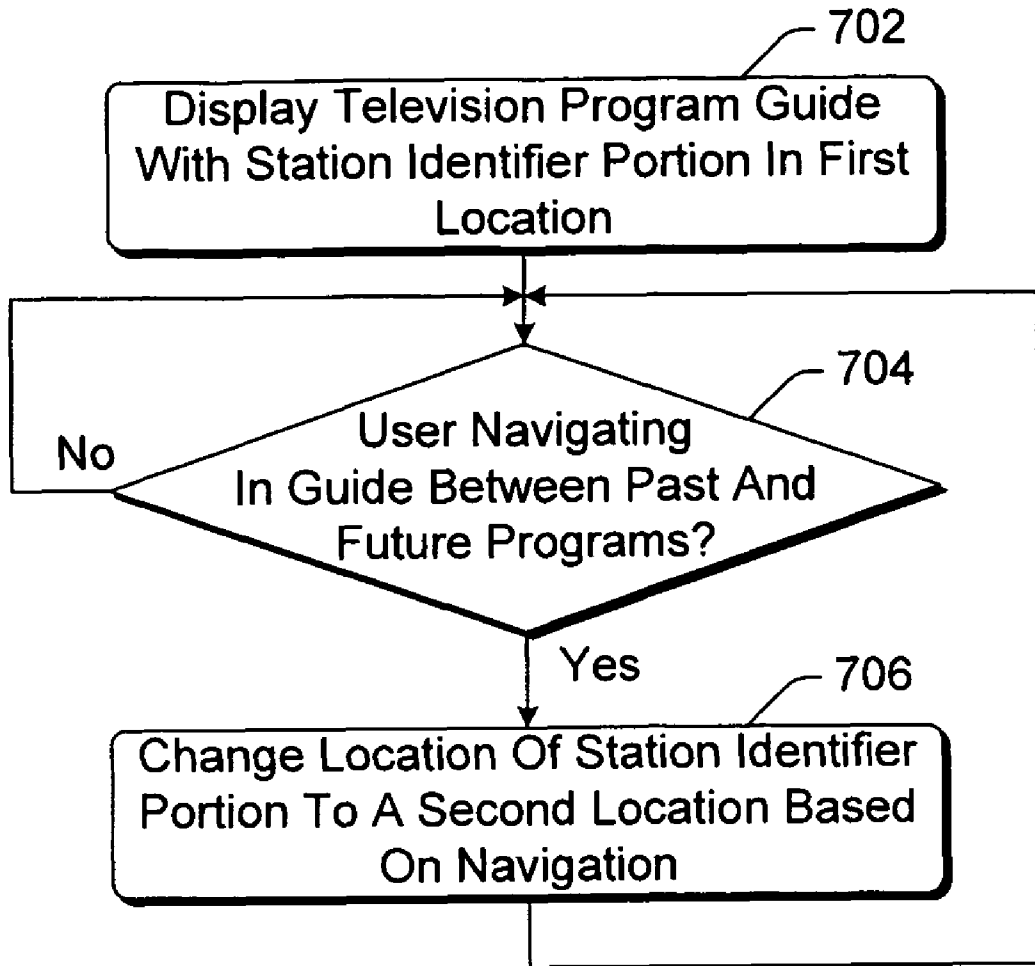 702
Display Television Program Guide
With Station Identifier Portion In First
Location
704
User Navigating
In Guide Between Past And
Future Programs?
No
Yes
706
Change Location Of Station Identifier
Portion To A Second Location Based
On Navigation